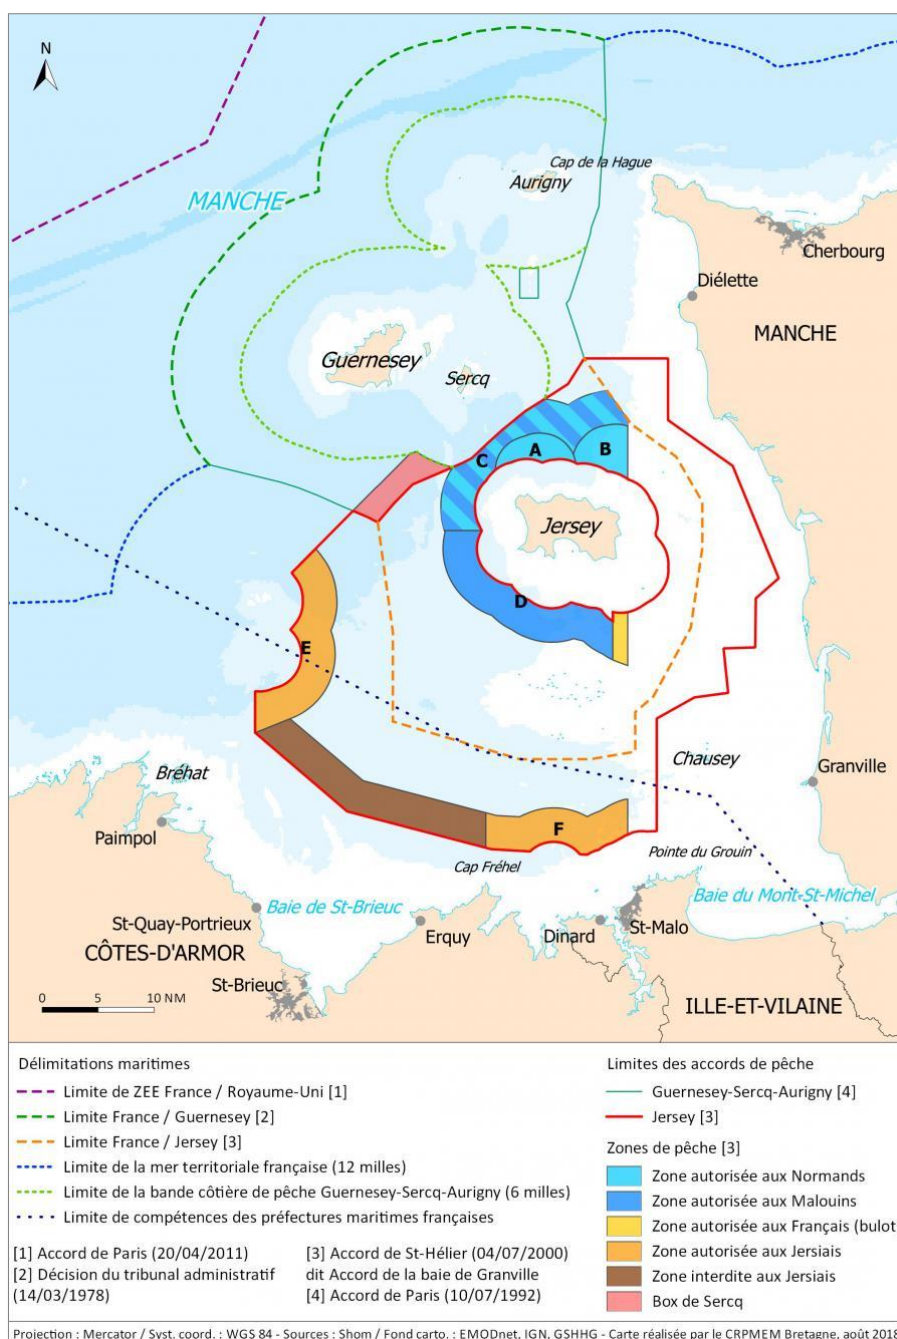 N
MANCHE
Cap de la Hague
Aurigny
Cherbourg
Diélette
MANCHE
Guernesey
Sercq
A
B
C
Jersey
D
E
Chausey
Granville
Bréhat
Paimpol
F
Cap Fréhel
Pointe du Grouin
Baie du Mont-St-Michel
Baie de St-Brieuc
St-Quay-Portrieux
Erquy
Dinard
St-Malo
CÔTES-D'ARMOR
St-Brieuc
0 5 10 NM
ILLE-ET-VILAINE
Délimitations maritimes
Limite de ZEE France / Royaume-Uni [1]
Limite France / Guernesey [2]
Limite France / Jersey [3]
Limite de la mer territoriale française (12 milles)
Limite de la bande côtière de pêche Guernesey-Sercq-Aurigny (6 milles)
Limite de compétences des préfectures maritimes françaises
[1] Accord de Paris (20/04/2011)
[2] Décision du tribunal administratif
(14/03/1978)
[3] Accord de St-Hélier (04/07/2000)
dit Accord de la baie de Granville
[4] Accord de Paris (10/07/1992)
Limites des accords de pêche
Guernesey-Sercq-Aurigny [4]
Jersey [3]
Zones de pêche [3]
Zone autorisée aux Normands
Zone autorisée aux Malouins
Zone autorisée aux Français (bulot
Zone autorisée aux Jersiais
Zone interdite aux Jersiais
Box de Sercq
Projection : Mercator / Syst. coord. : WGS 84 - Sources : Shom / Fond carto. : EMODnet, IGN, GSHHG - Carte réalisée par le CRPMEM Bretagne, août 2018